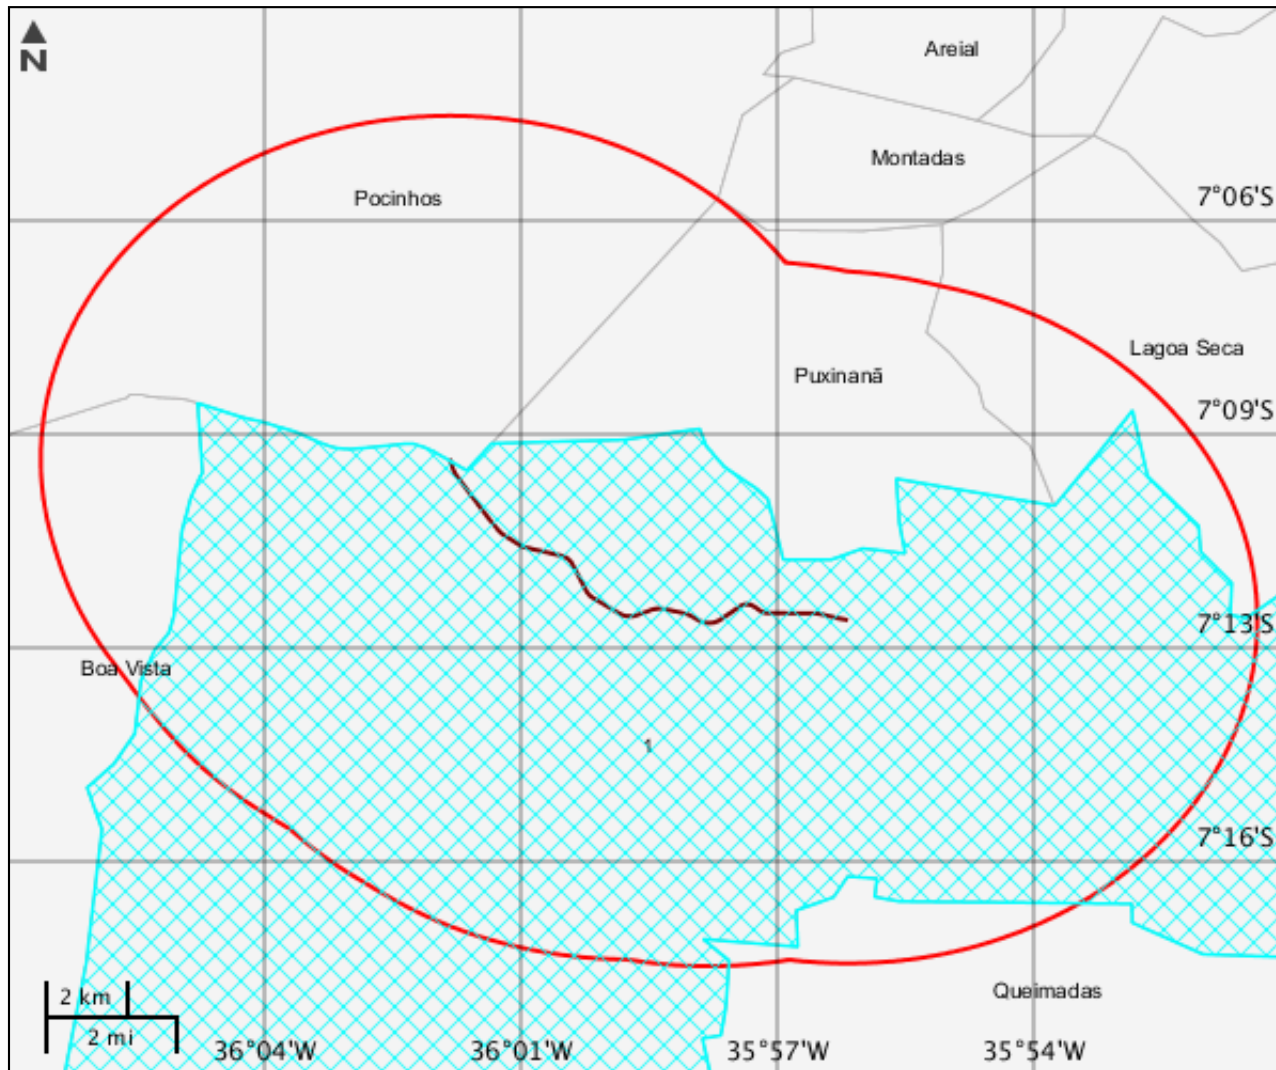 N
Areial
Montadas
Pocinhos
7°06'S
Lagoa Seca
Puxinanã
7°09'S
7°13'S
Boa Vista
1
7°16'S
Queimadas
2 km
2 mi
36°04'W
36°01'W
35°57'W
35°54'W